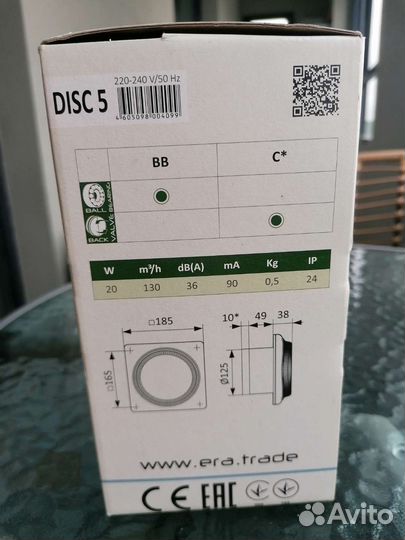 220-240 V/50 Hz
DISC 5
4 605098 004099
BB C*
BALL BEARING
BACK VALVE
W m³/h dB(A) mA Kg IP
20 130 36 90 0,5 24
□185 10* 49 38
□165 Ø125
www.era.trade
CE EAC
Avito